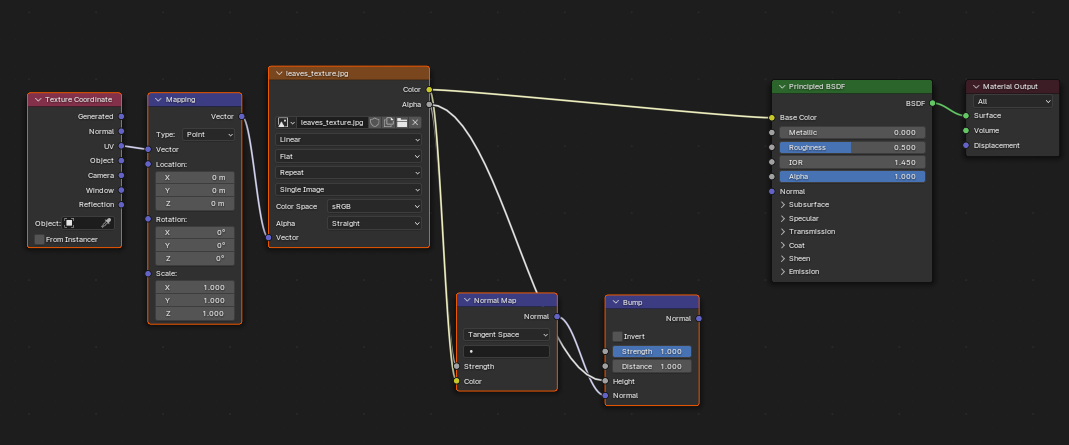 Texture Coordinate
Generated
Normal
UV
Object
Camera
Window
Reflection
Object:
From Instancer
Mapping
Vector
Type: Point
Vector
Location:
X 0 m
Y 0 m
Z 0 m
Rotation:
X 0°
Y 0°
Z 0°
Scale:
X 1.000
Y 1.000
Z 1.000
leaves_texture.jpg
Color
Alpha
leaves_texture.jpg
Linear
Flat
Repeat
Single Image
Color Space sRGB
Alpha Straight
Vector
Normal Map
Normal
Tangent Space
Strength
Color
Bump
Normal
Invert
Strength 1.000
Distance 1.000
Height
Normal
Principled BSDF
BSDF
Base Color
Metallic 0.000
Roughness 0.500
IOR 1.450
Alpha 1.000
Normal
Subsurface
Specular
Transmission
Coat
Sheen
Emission
Material Output
All
Surface
Volume
Displacement